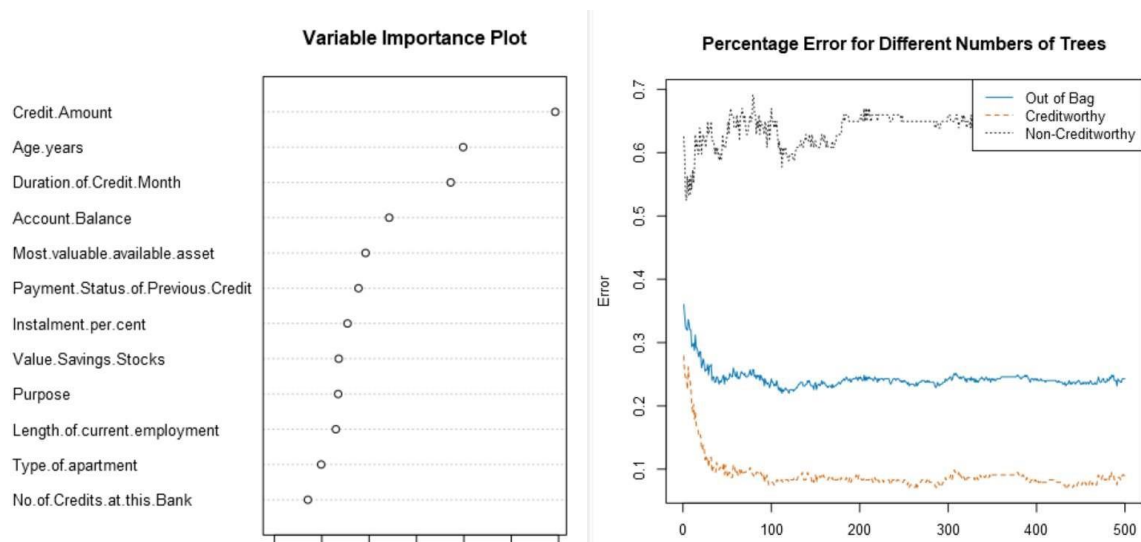 Variable Importance Plot
Credit.Amount
Age.years
Duration.of.Credit.Month
Account.Balance
Most.valuable.available.asset
Payment.Status.of.Previous.Credit
Instalment.per.cent
Value.Savings.Stocks
Purpose
Length.of.current.employment
Type.of.apartment
No.of.Credits.at.this.Bank
Percentage Error for Different Numbers of Trees
Out of Bag
Creditworthy
Non-Creditworthy
Error
0.7
0.6
0.5
0.4
0.3
0.2
0.1
0 100 200 300 400 500